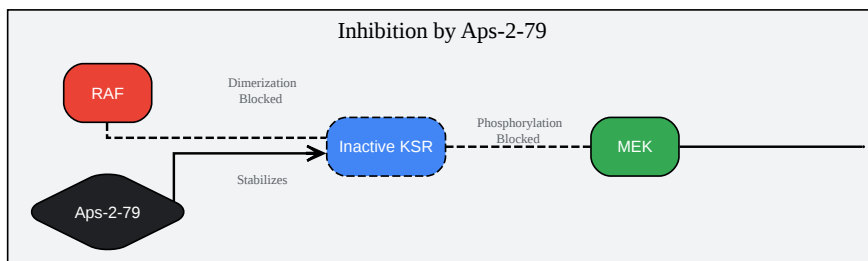 Inhibition by Aps-2-79
RAF
Dimerization
Blocked
Inactive KSR
Phosphorylation
Blocked
MEK
Stabilizes
Aps-2-79